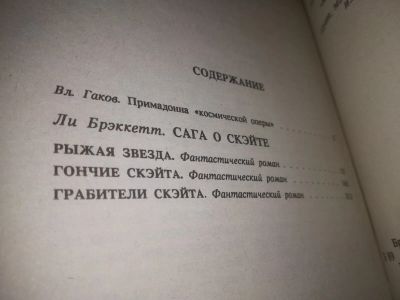 СОДЕРЖАНИЕ
Вл. Гаков. Примадонна «космической оперы»
Ли Брэккетт. САГА О СКЭЙТЕ
РЫЖАЯ ЗВЕЗДА. Фантастический роман
ГОНЧИЕ СКЭЙТА. Фантастический роман
ГРАБИТЕЛИ СКЭЙТА. Фантастический роман